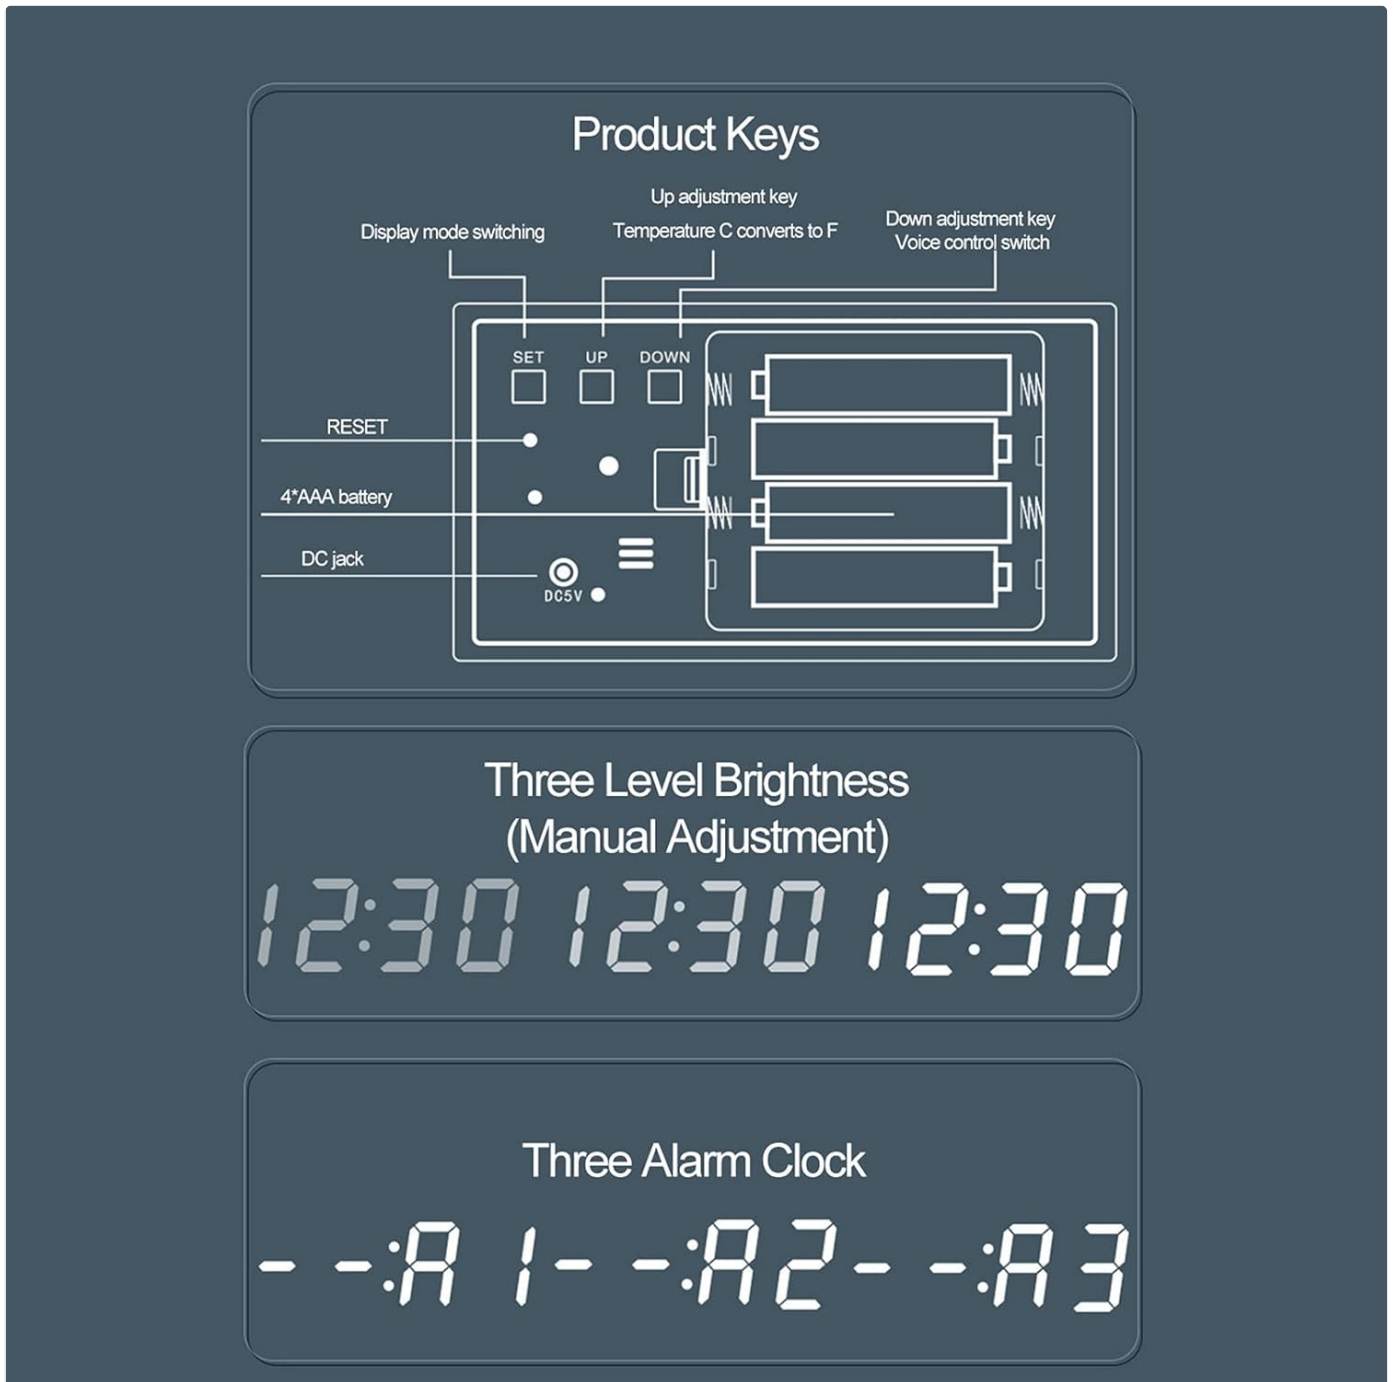 Product Keys
Up adjustment key
Display mode switching
Temperature C converts to F
Down adjustment key
Voice control switch
SET
UP
DOWN
RESET
4*AAA battery
DC jack
DC5V
Three Level Brightness
(Manual Adjustment)
12:30 12:30 12:30
Three Alarm Clock
- -:A 1 - -:A2 - -:A3